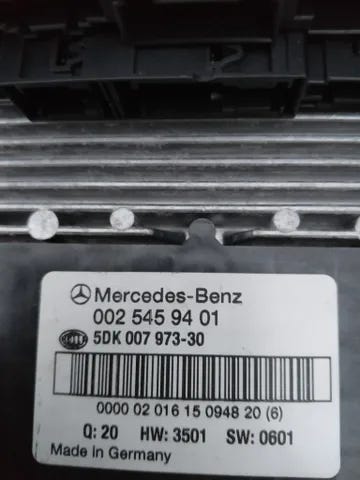 Mercedes-Benz
002 545 94 01
HELLA 5DK 007 973-30
0000 02 016 15 0948 20 (6)
Q: 20 HW: 3501 SW: 0601
Made in Germany